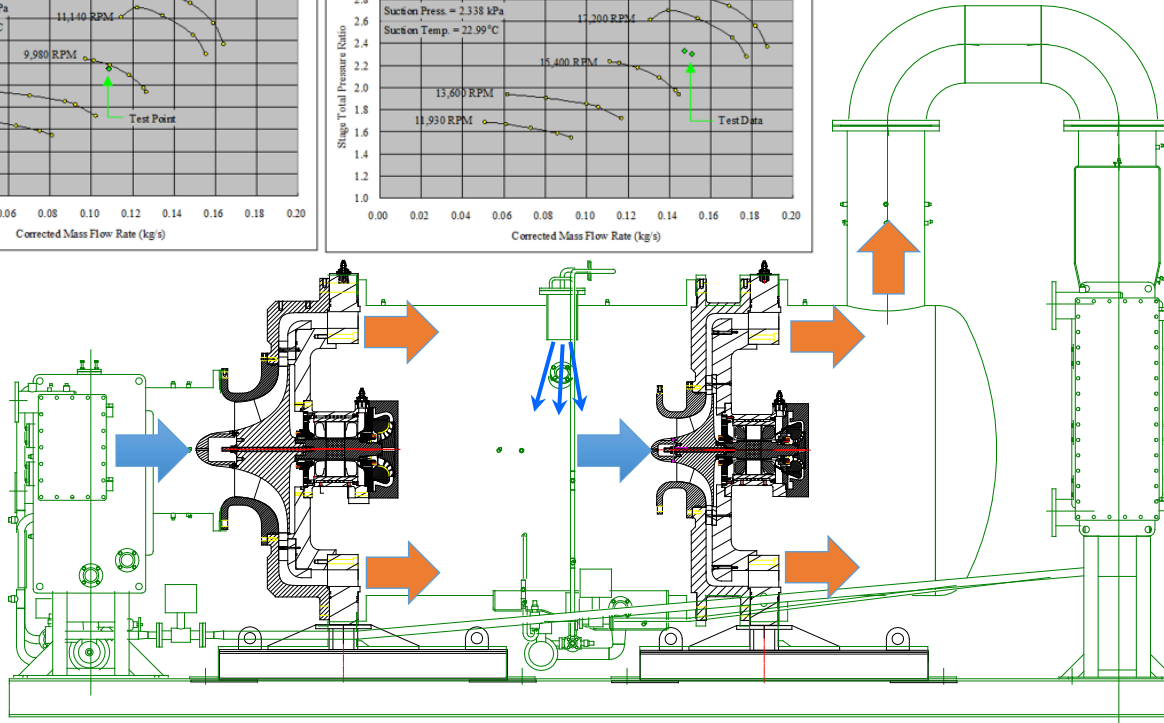 Pa
°C
11,140 RPM
9,980 RPM
Test Point
0.06 0.08 0.10 0.12 0.14 0.16 0.18 0.20
Corrected Mass Flow Rate (kg/s)
2.8
2.6
2.4
2.2
2.0
1.8
1.6
1.4
1.2
1.0
Stage Total Pressure Ratio
Suction Press. = 2.338 kPa
Suction Temp. = 22.99°C
17,200 RPM
15,400 RPM
13,600 RPM
11,930 RPM
Test Data
0.00 0.02 0.04 0.06 0.08 0.10 0.12 0.14 0.16 0.18 0.20
Corrected Mass Flow Rate (kg/s)